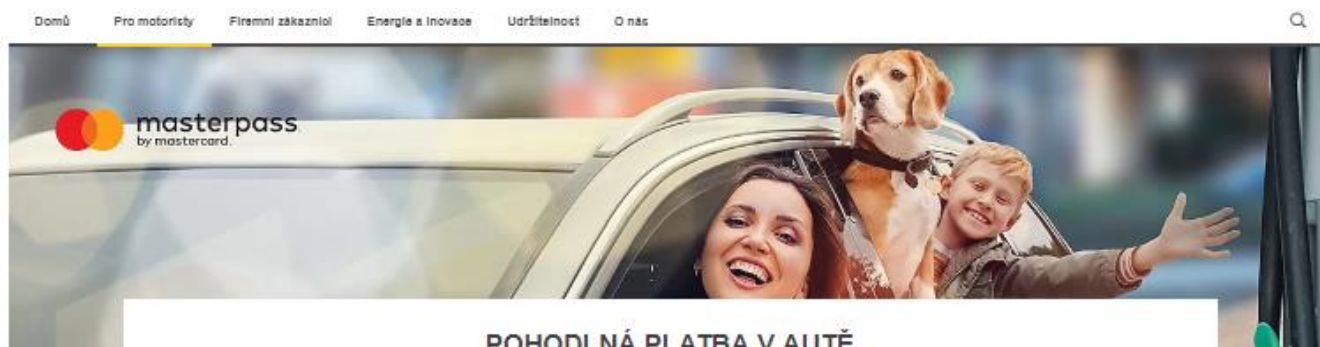 Domů Pro motoristy Firemní zákazníci Energie a inovace Udržitelnost O nás
masterpass
by mastercard.
POHODLNÁ PLATBA V AUTĚ